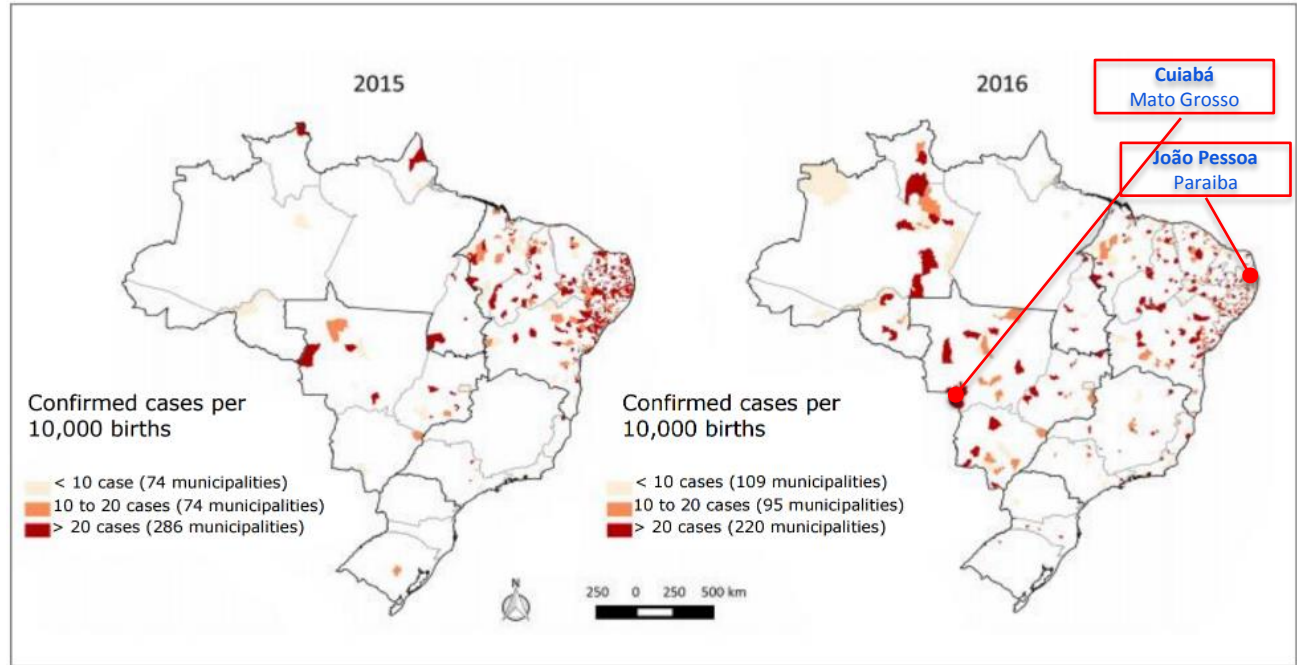 2015
2016
Cuiabá
Mato Grosso
João Pessoa
Paraiba
Confirmed cases per
10,000 births
< 10 case (74 municipalities)
10 to 20 cases (74 municipalities)
> 20 cases (286 municipalities)
Confirmed cases per
10,000 births
< 10 cases (109 municipalities)
10 to 20 cases (95 municipalities)
> 20 cases (220 municipalities)
N
250 0 250 500 km